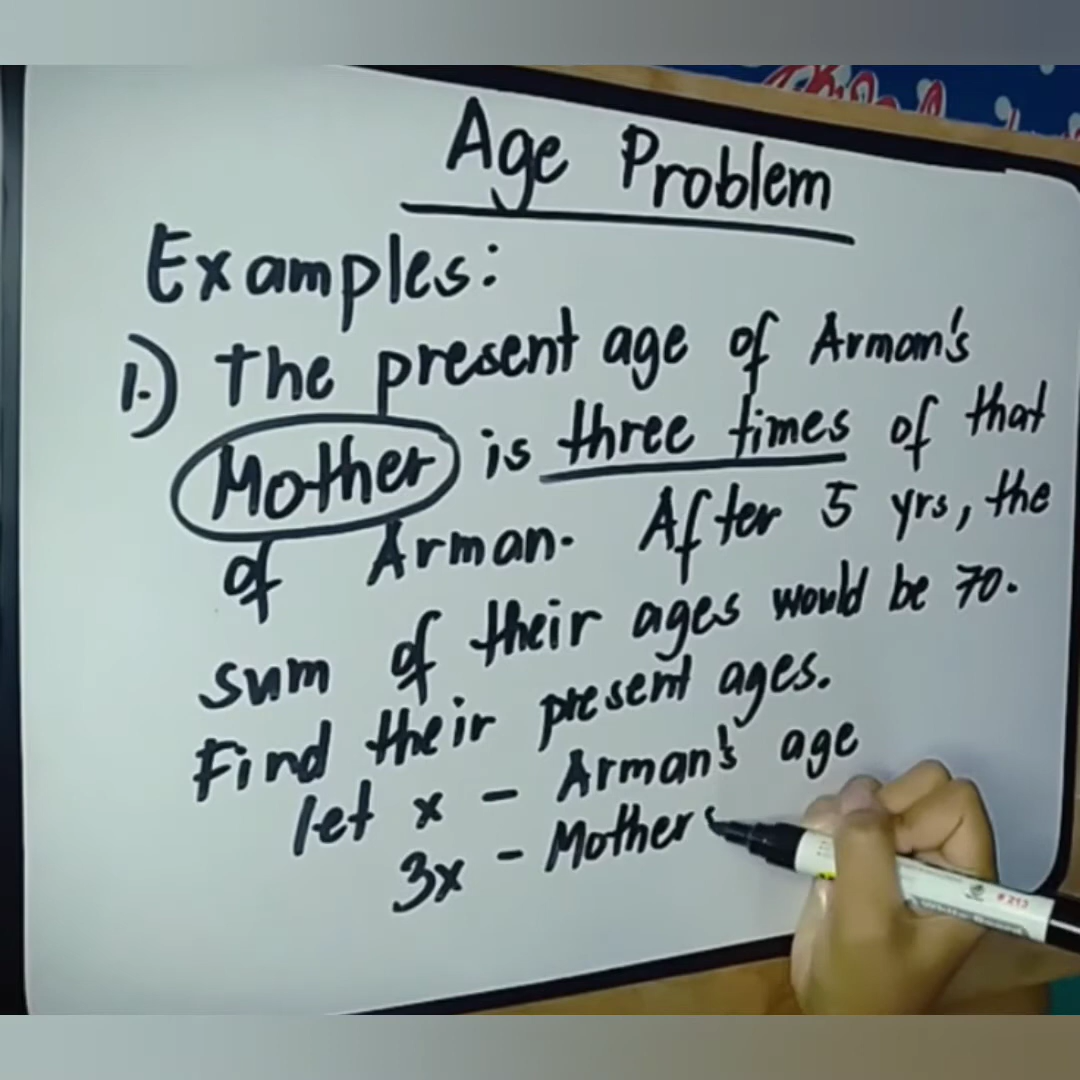 Age Problem
Examples:
1.) The present age of Arman's
Mother is three times of that
of Arman. After 5 yrs, the
sum of their ages would be 70.
Find their present ages.
let x - Arman's age
3x - Mother's
#213